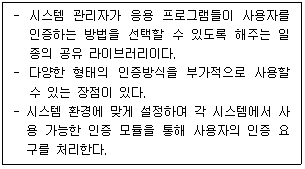 - 시스템 관리자가 응용 프로그램들이 사용자를
인증하는 방법을 선택할 수 있도록 해주는 일
종의 공유 라이브러리이다.
- 다양한 형태의 인증방식을 부가적으로 사용할
수 있는 장점이 있다.
- 시스템 환경에 맞게 설정하며 각 시스템에서 사
용 가능한 인증 모듈을 통해 사용자의 인증 요
구를 처리한다.